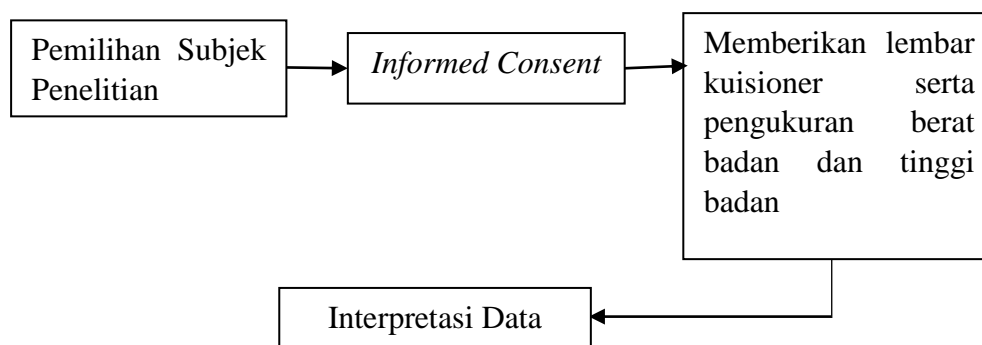 Pemilihan Subjek
Penelitian
Informed Consent
Memberikan lembar
kuisioner serta
pengukuran berat
badan dan tinggi
badan
Interpretasi Data